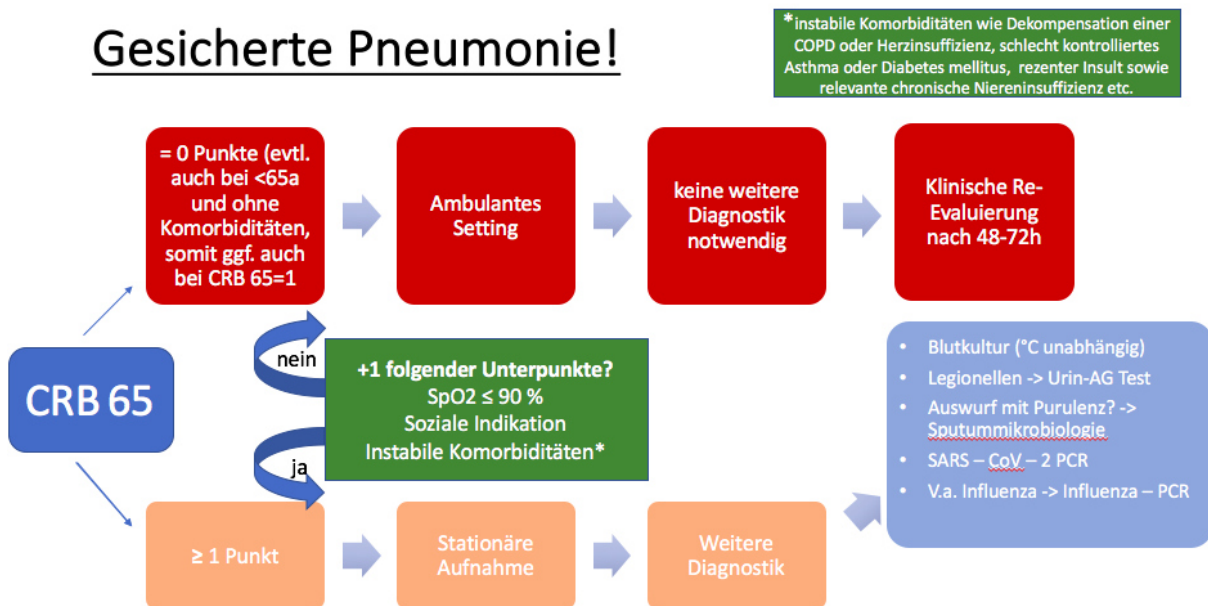 Gesicherte Pneumonie!
*instabile Komorbiditäten wie Dekompensation einer
COPD oder Herzinsuffizienz, schlecht kontrolliertes
Asthma oder Diabetes mellitus, rezenter Insult sowie
relevante chronische Niereninsuffizienz etc.
= 0 Punkte (evtl.
auch bei <65a
und ohne
Komorbiditäten,
somit ggf. auch
bei CRB 65=1
Ambulantes
Setting
keine weitere
Diagnostik
notwendig
Klinische Re-
Evaluierung
nach 48-72h
CRB 65
nein
+1 folgender Unterpunkte?
SpO2 ≤ 90 %
Soziale Indikation
Instabile Komorbiditäten*
ja
≥ 1 Punkt
Stationäre
Aufnahme
Weitere
Diagnostik
• Blutkultur (°C unabhängig)
• Legionellen -> Urin-AG Test
• Auswurf mit Purulenz? ->
Sputummikrobiologie
• SARS – CoV – 2 PCR
• V.a. Influenza -> Influenza – PCR